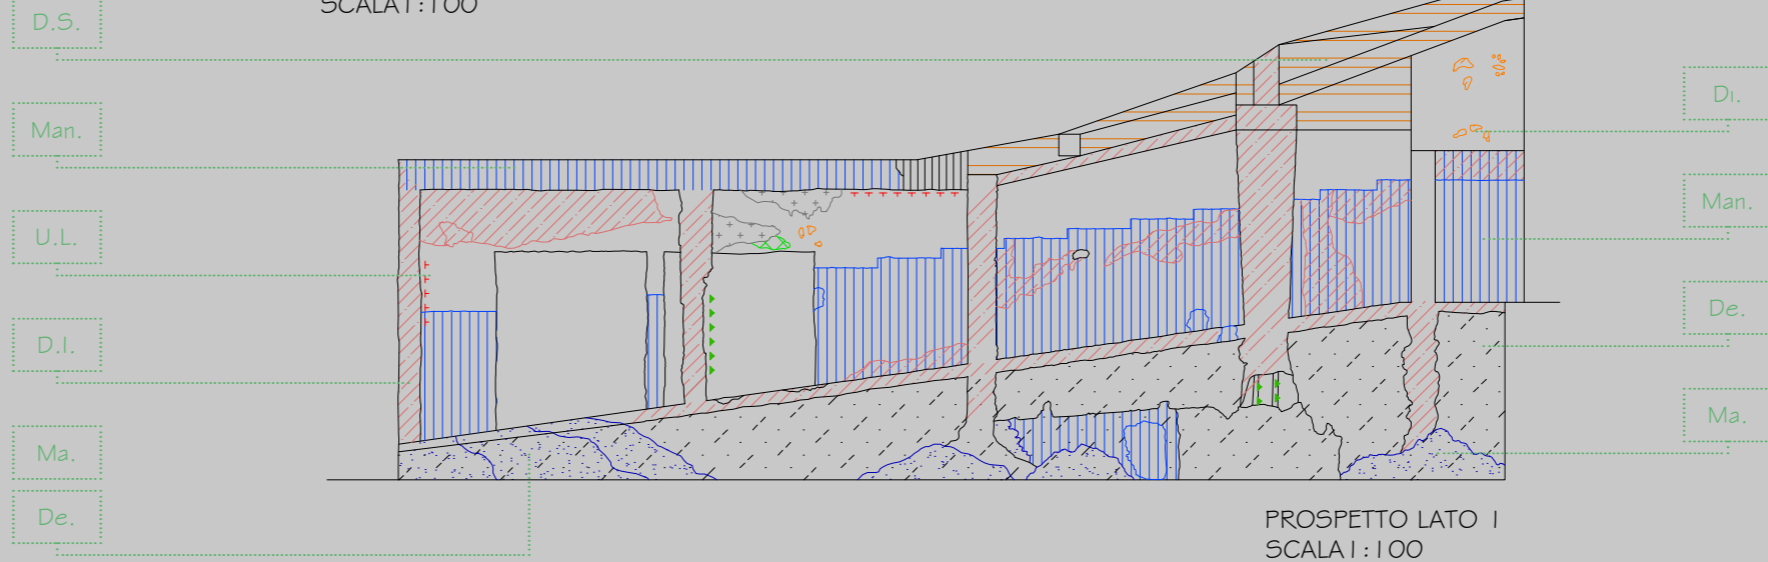 SCALA 1:100
D.S.
Man.
U.L.
D.I.
Ma.
De.
Di.
Man.
De.
Ma.
PROSPETTO LATO 1
SCALA 1:100